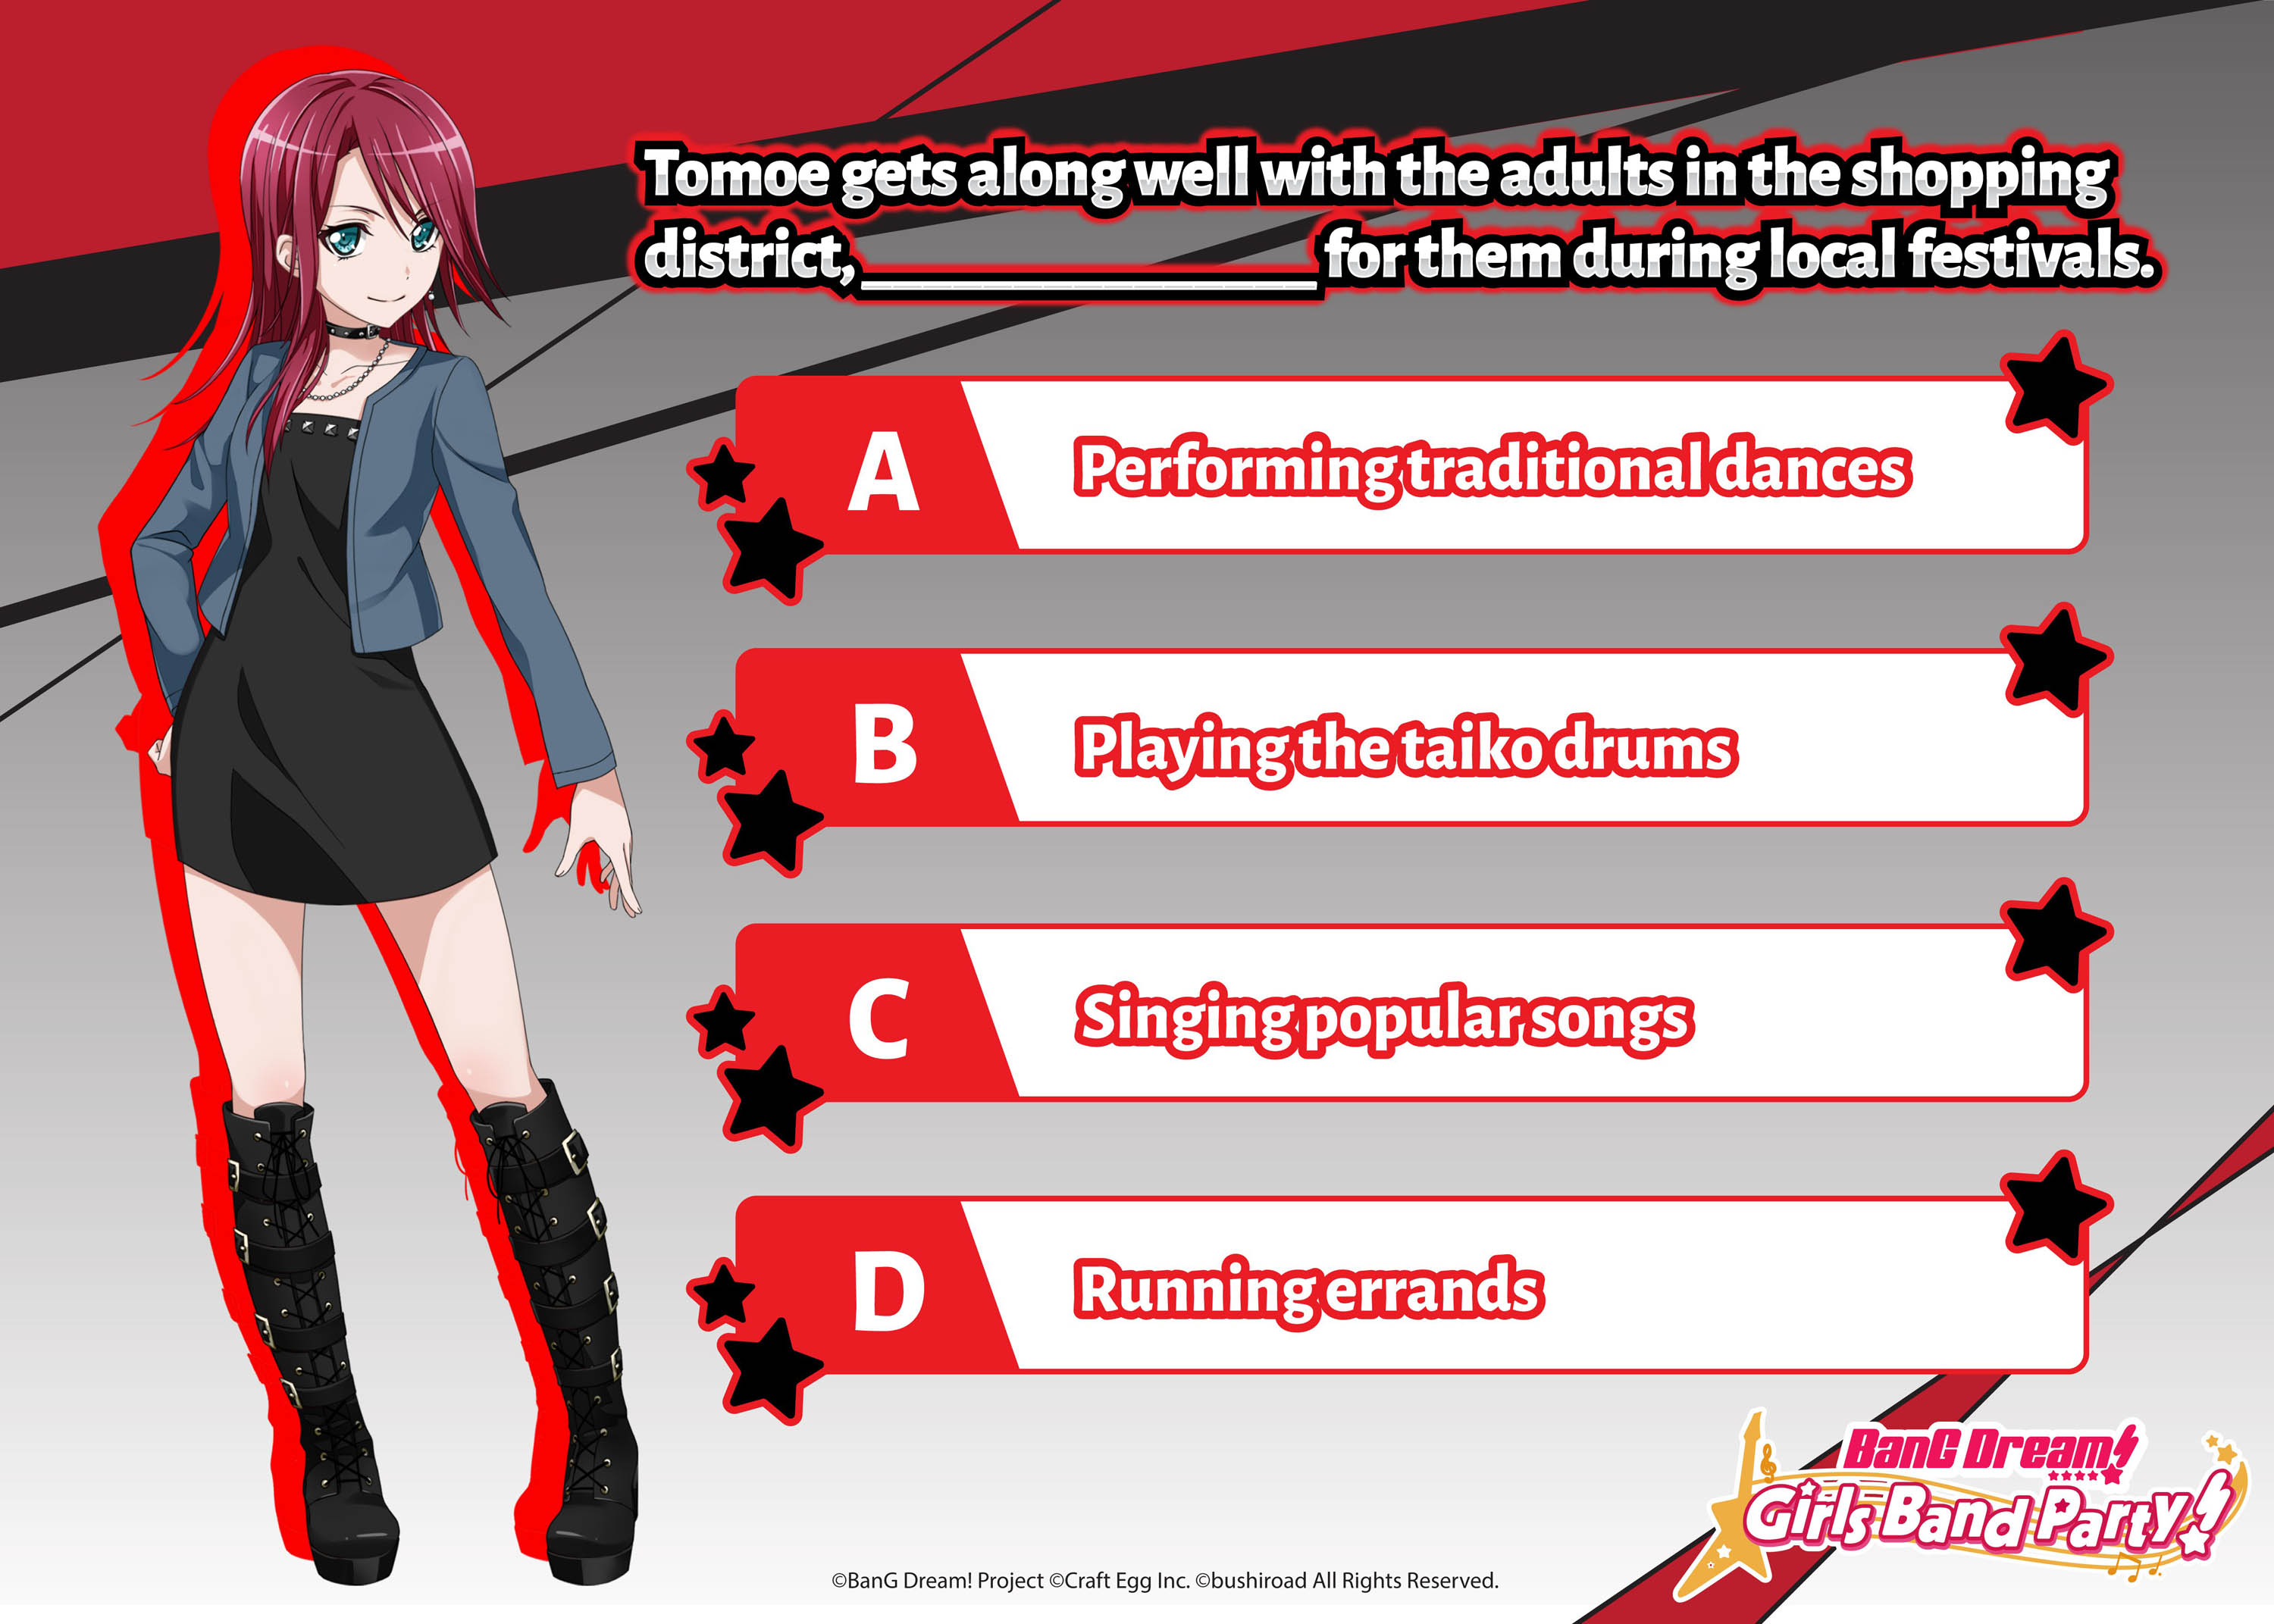 Tomoe gets along well with the adults in the shopping
district,_______________for them during local festivals.
A
Performing traditional dances
B
Playing the taiko drums
C
Singing popular songs
D
Running errands
BanG Dream!
Girls Band Party!
©BanG Dream! Project ©Craft Egg Inc. ©bushiroad All Rights Reserved.